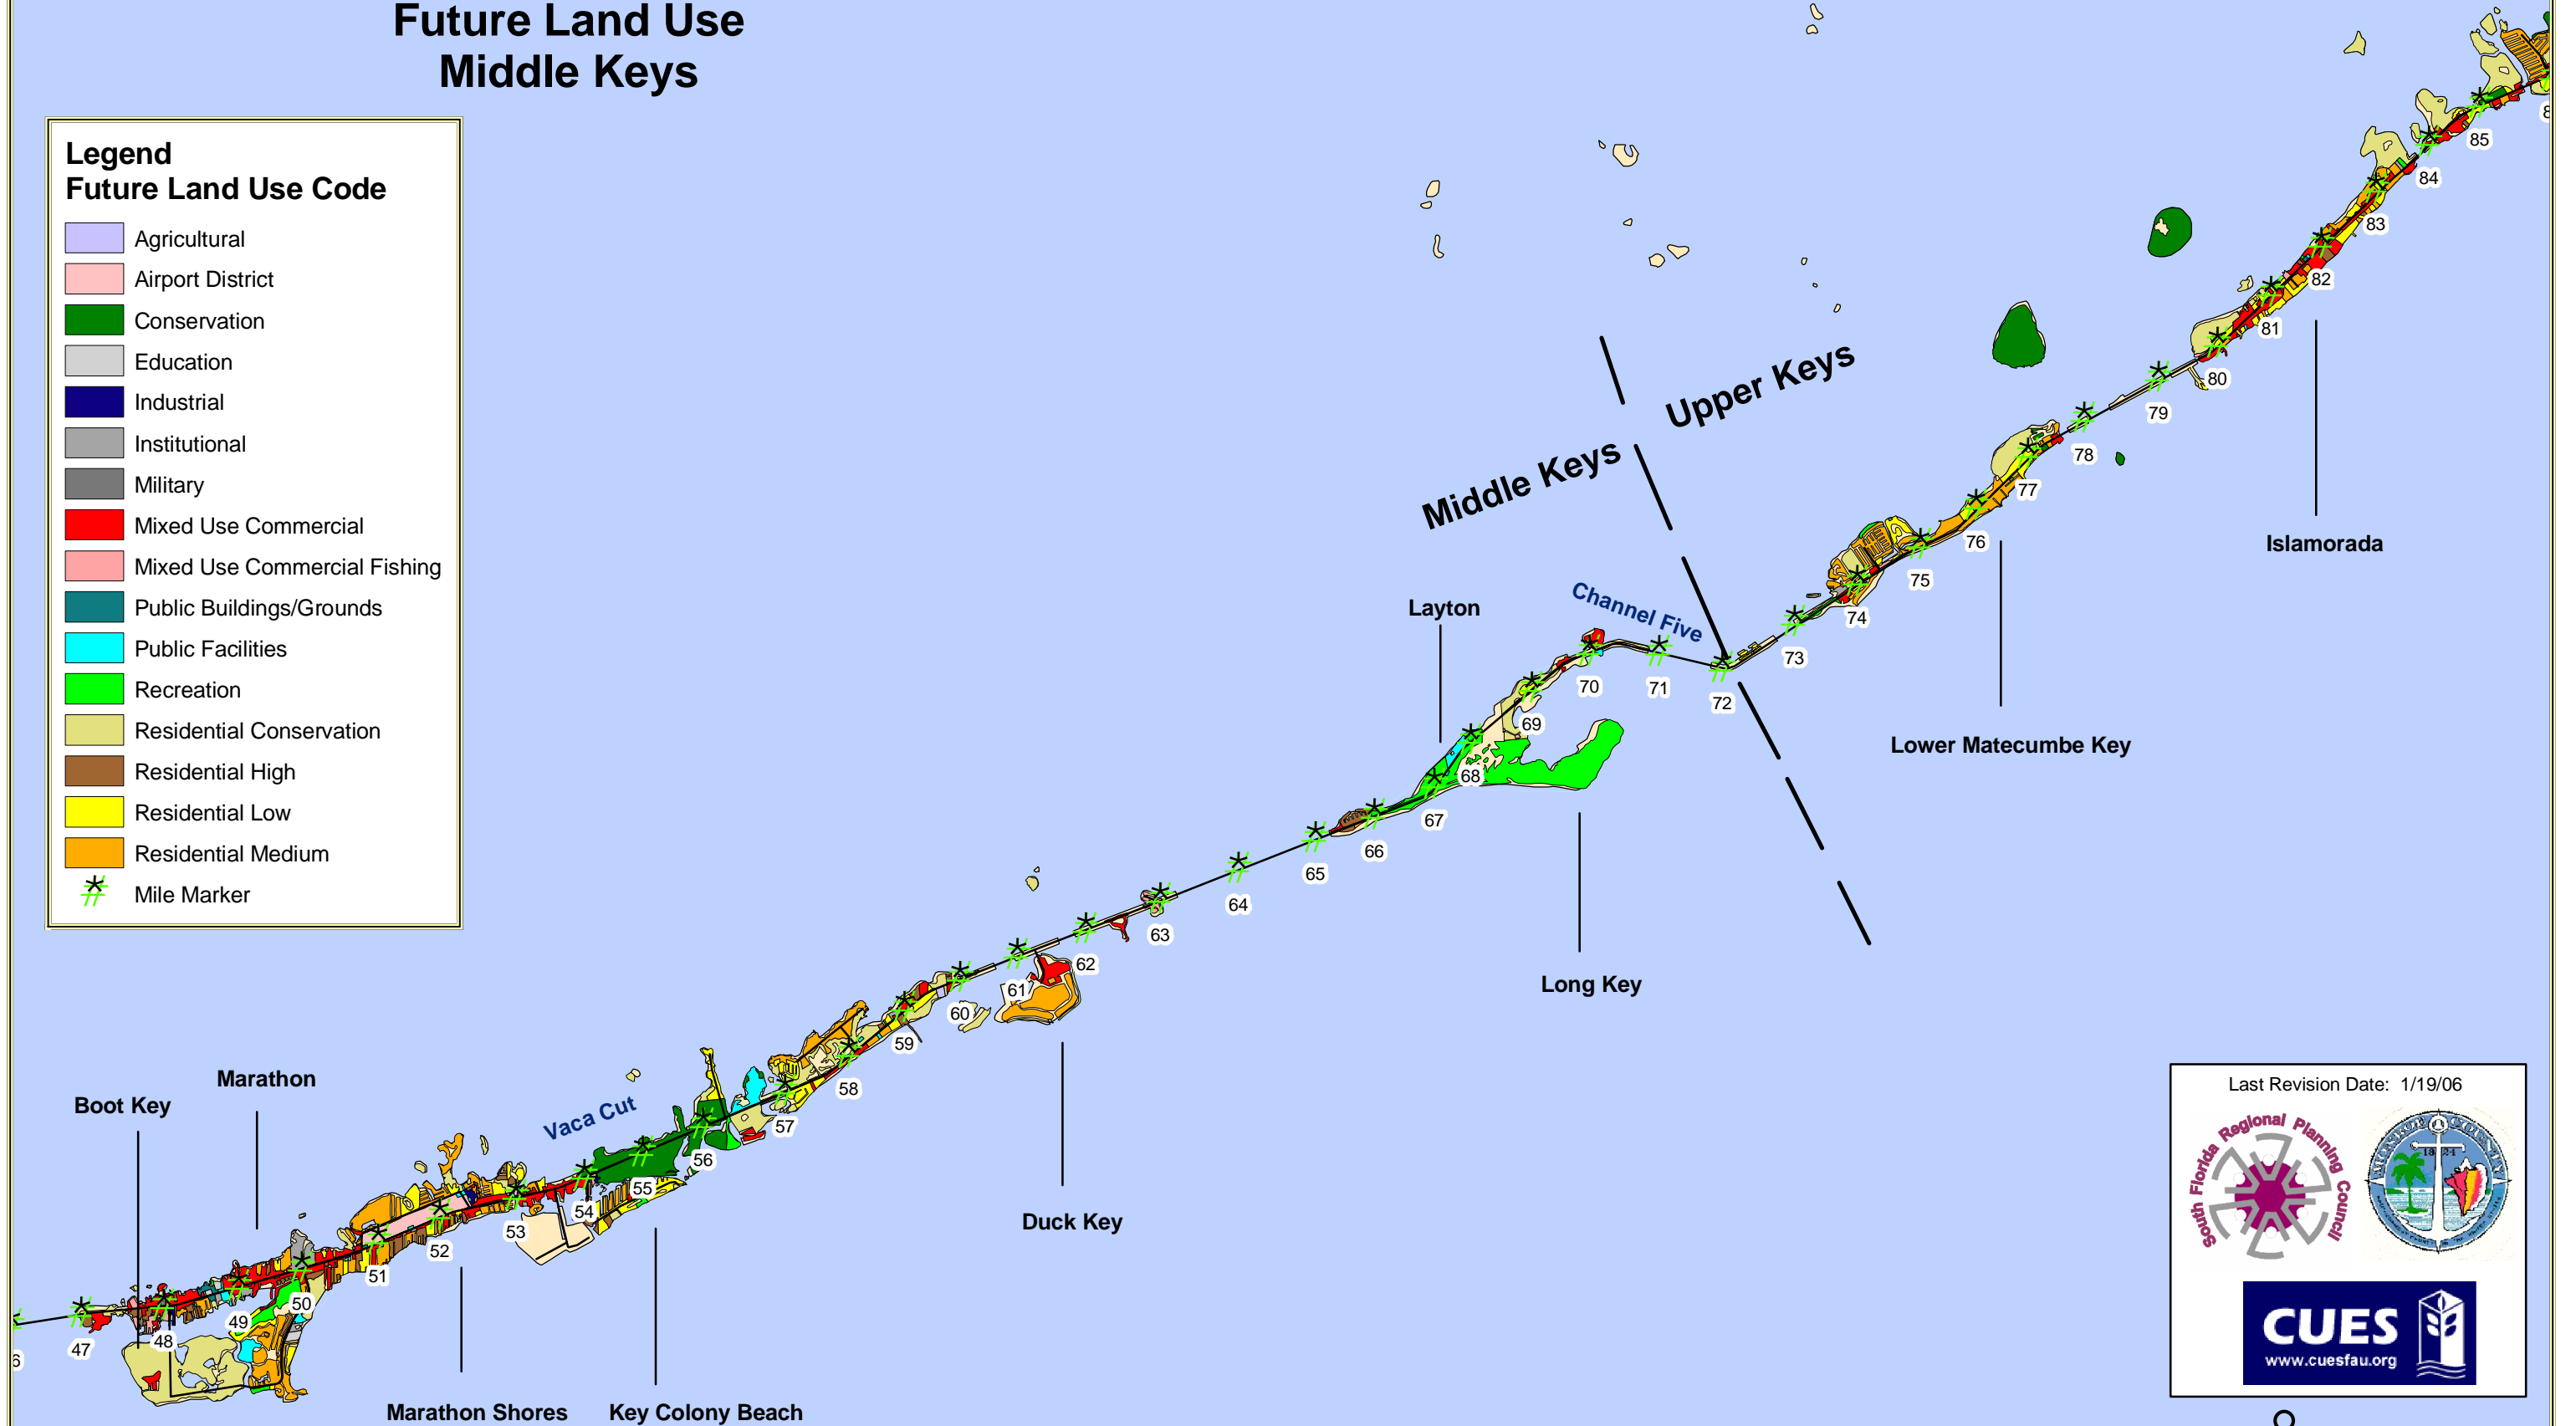 Future Land Use
Middle Keys
Legend
Future Land Use Code
Agricultural
Airport District
Conservation
Education
Industrial
Institutional
Military
Mixed Use Commercial
Mixed Use Commercial Fishing
Public Buildings/Grounds
Public Facilities
Recreation
Residential Conservation
Residential High
Residential Low
Residential Medium
Mile Marker
Middle Keys
Upper Keys
Channel Five
Vaca Cut
Layton
Islamorada
Lower Matecumbe Key
Long Key
Duck Key
Marathon
Boot Key
Marathon Shores
Key Colony Beach
47
48
49
50
51
52
53
54
55
56
57
58
59
60
61
62
63
64
65
66
67
68
69
70
71
72
73
74
75
76
77
78
79
80
81
82
83
84
85
Last Revision Date: 1/19/06
South Florida Regional Planning Council
CUES
www.cuesfau.org